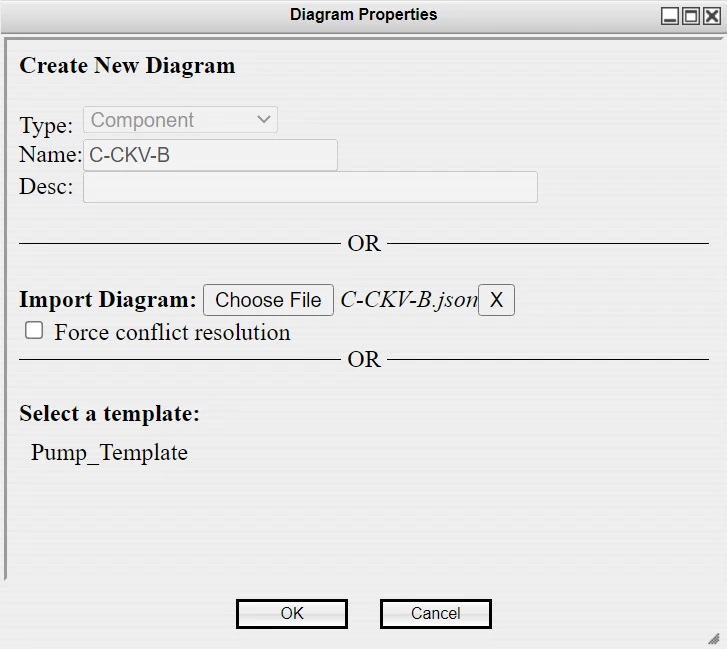 Diagram Properties
Create New Diagram
Type: Component
Name: C-CKV-B
Desc:
OR
Import Diagram: Choose File C-CKV-B.json X
Force conflict resolution
OR
Select a template:
Pump_Template
OK Cancel